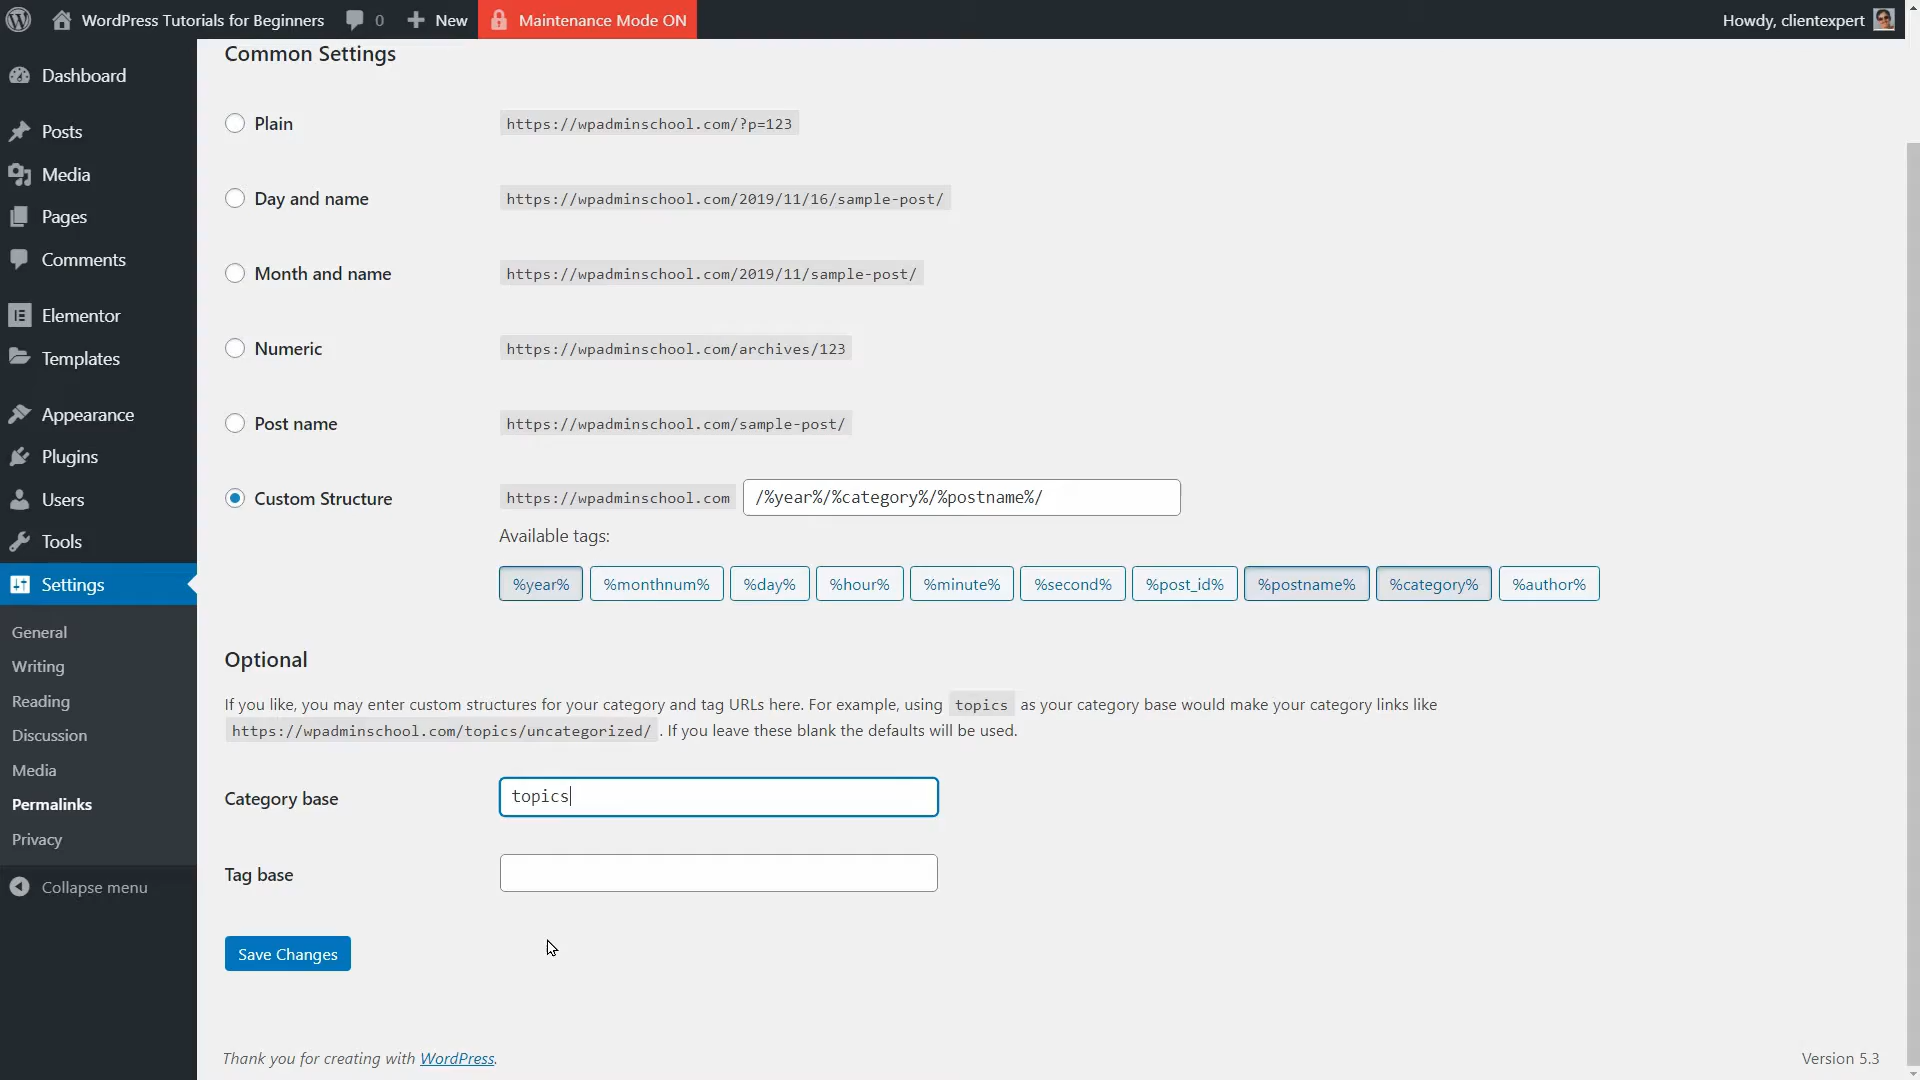 WordPress Tutorials for Beginners 0 New Maintenance Mode ON Howdy, clientexpert
Dashboard
Posts
Media
Pages
Comments
Elementor
Templates
Appearance
Plugins
Users
Tools
Settings
General
Writing
Reading
Discussion
Media
Permalinks
Privacy
Collapse menu
Common Settings
Plain https://wpadminschool.com/?p=123
Day and name https://wpadminschool.com/2019/11/16/sample-post/
Month and name https://wpadminschool.com/2019/11/sample-post/
Numeric https://wpadminschool.com/archives/123
Post name https://wpadminschool.com/sample-post/
Custom Structure https://wpadminschool.com /%year%/%category%/%postname%/
Available tags:
%year% %monthnum% %day% %hour% %minute% %second% %post_id% %postname% %category% %author%
Optional
If you like, you may enter custom structures for your category and tag URLs here. For example, using topics as your category base would make your category links like
https://wpadminschool.com/topics/uncategorized/ . If you leave these blank the defaults will be used.
Category base topics
Tag base
Save Changes
Thank you for creating with WordPress. Version 5.3